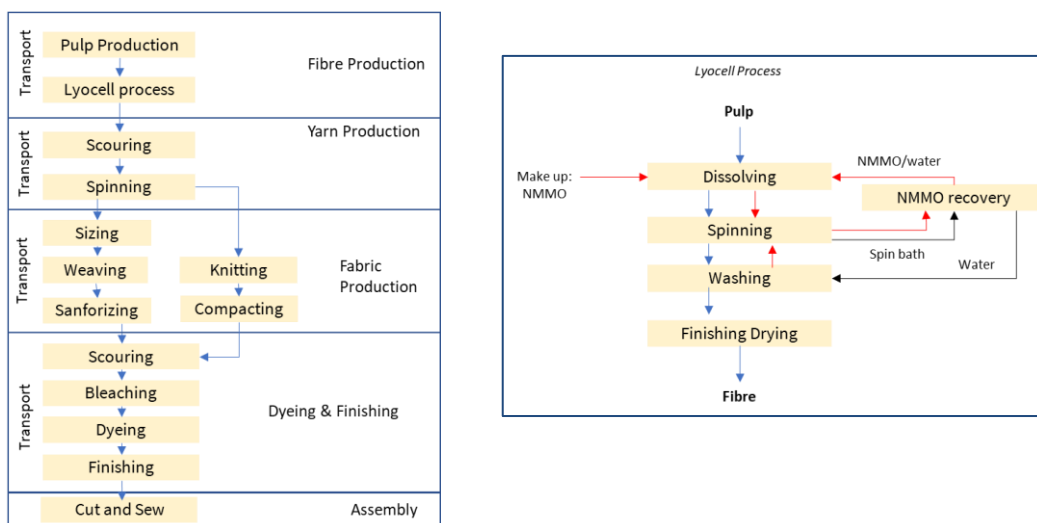 Transport
Pulp Production
Lyocell process
Fibre Production
Transport
Yarn Production
Scouring
Spinning
Transport
Sizing
Weaving
Sanforizing
Knitting
Compacting
Fabric
Production
Transport
Scouring
Bleaching
Dyeing
Finishing
Dyeing & Finishing
Cut and Sew
Assembly
Lyocell Process
Pulp
NMMO/water
Make up:
NMMO
Dissolving
NMMO recovery
Spinning
Spin bath
Water
Washing
Finishing Drying
Fibre